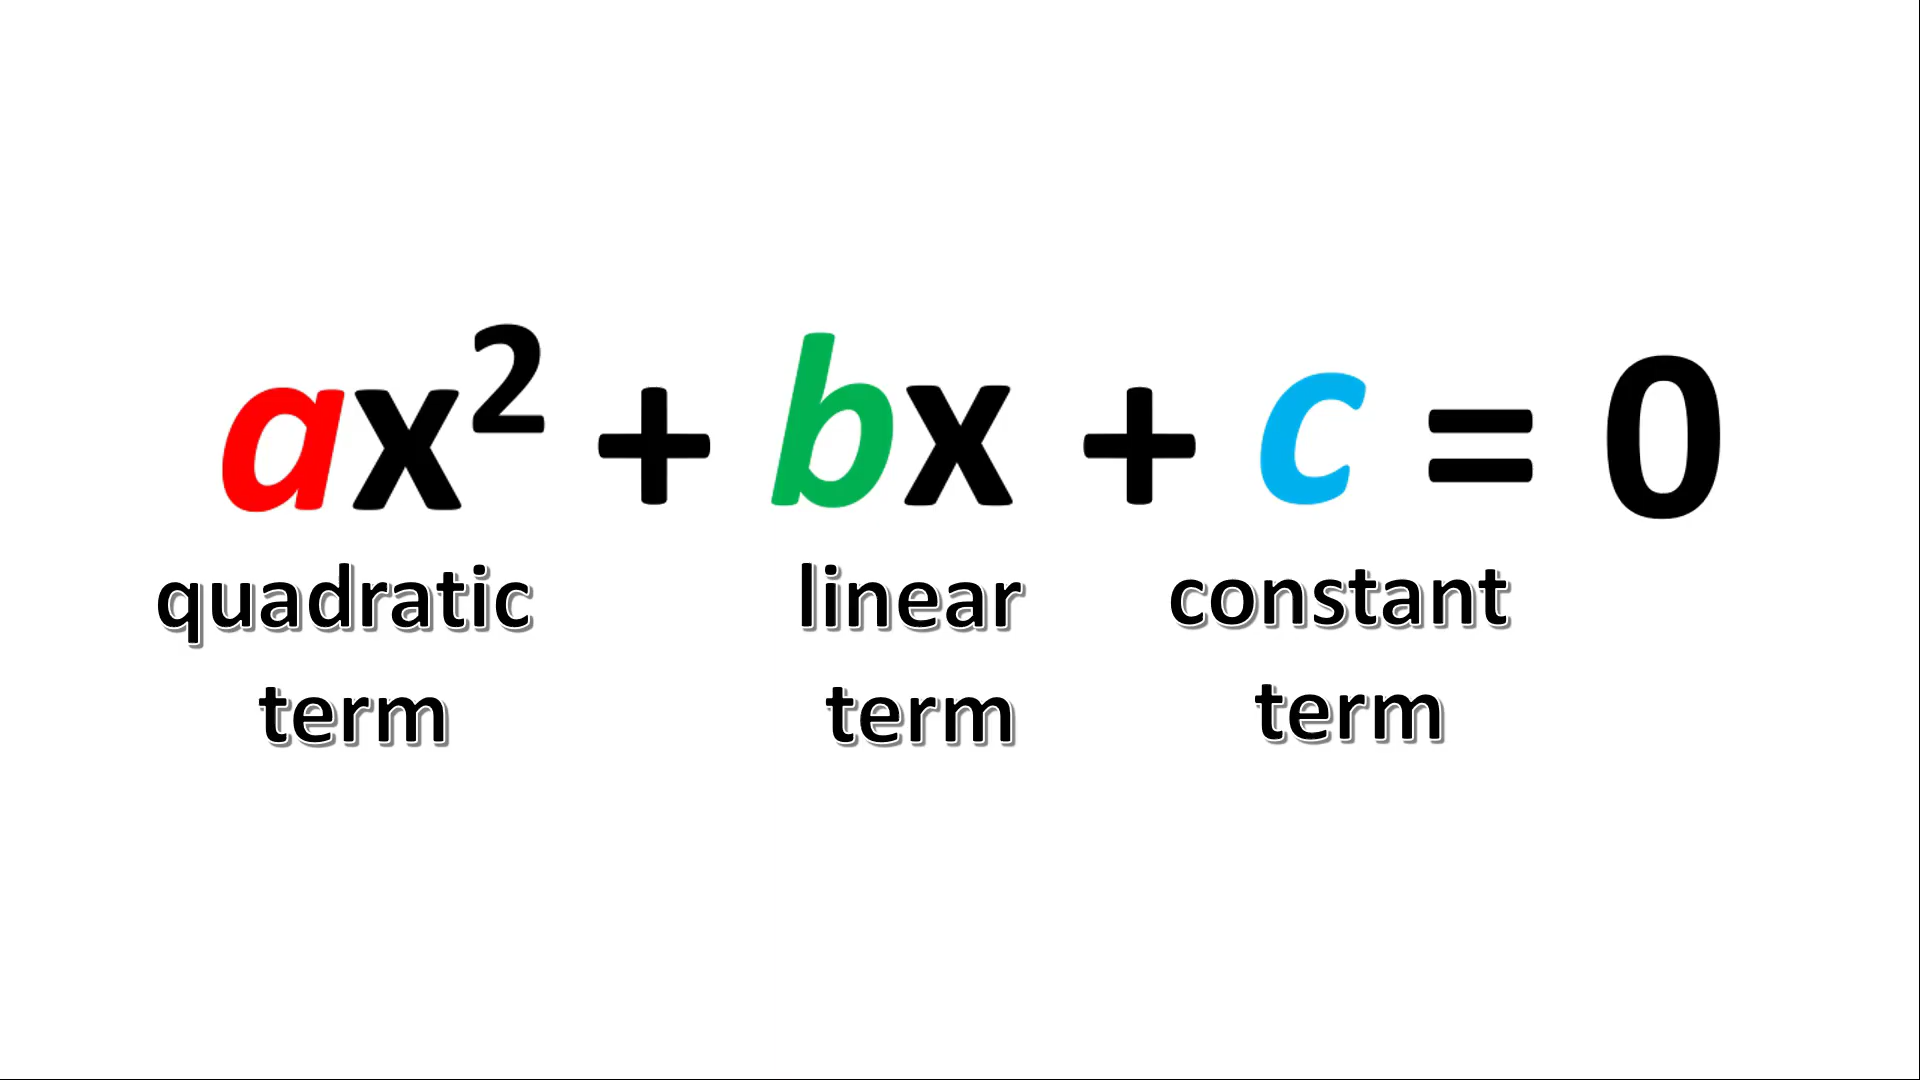 ax² + bx + c = 0
quadratic linear constant
term term term